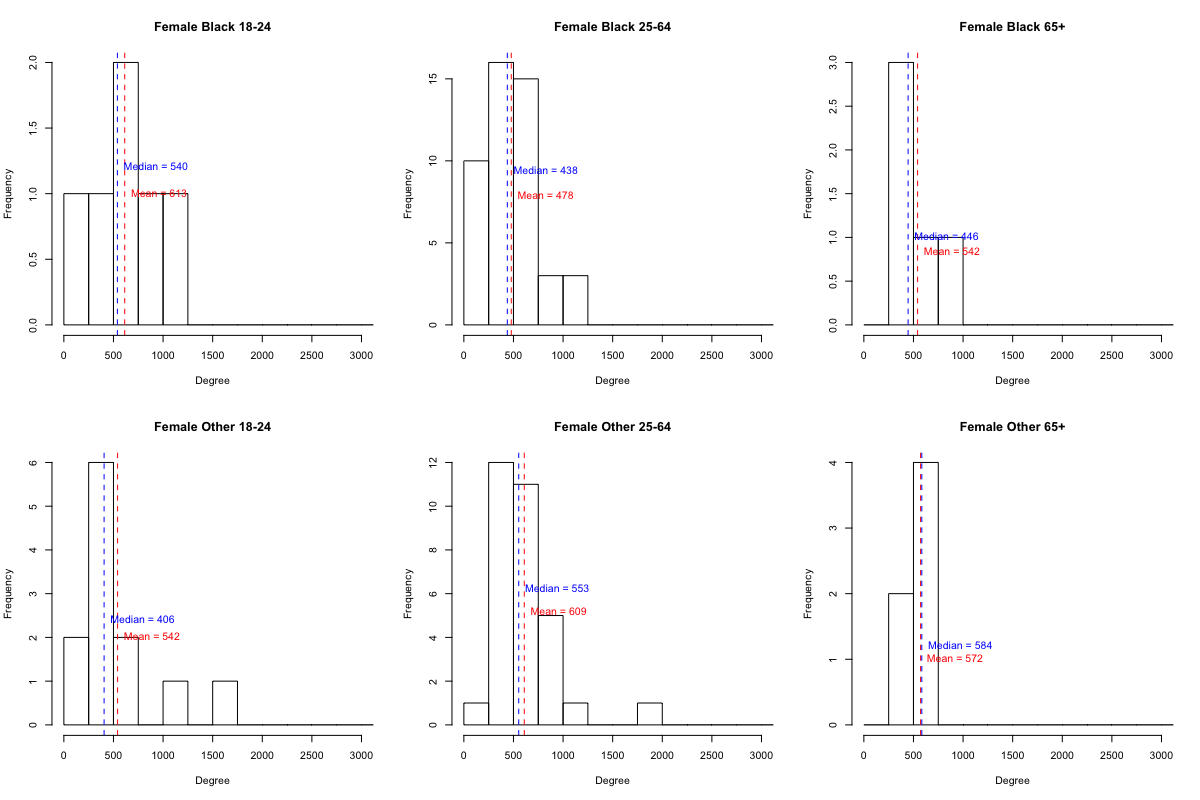 Female Black 18-24
Frequency
0.0 0.5 1.0 1.5 2.0
Median = 540
Mean = 613
0 500 1000 1500 2000 2500 3000
Degree
Female Black 25-64
Frequency
0 5 10 15
Median = 438
Mean = 478
0 500 1000 1500 2000 2500 3000
Degree
Female Black 65+
Frequency
0.0 0.5 1.0 1.5 2.0 2.5 3.0
Median = 446
Mean = 542
0 500 1000 1500 2000 2500 3000
Degree
Female Other 18-24
Frequency
0 1 2 3 4 5 6
Median = 406
Mean = 542
0 500 1000 1500 2000 2500 3000
Degree
Female Other 25-64
Frequency
0 2 4 6 8 10 12
Median = 553
Mean = 609
0 500 1000 1500 2000 2500 3000
Degree
Female Other 65+
Frequency
0 1 2 3 4
Median = 584
Mean = 572
0 500 1000 1500 2000 2500 3000
Degree